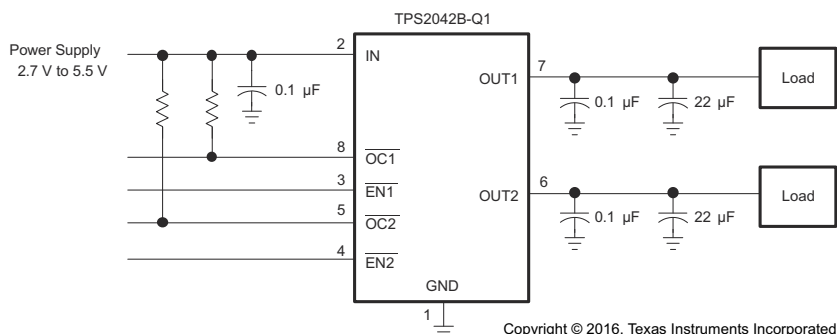 TPS2042B-Q1
Power Supply
2.7 V to 5.5 V
2
IN
0.1 µF
OUT1
7
0.1 µF
22 µF
Load
8
OC1
3
EN1
5
OC2
4
EN2
OUT2
6
0.1 µF
22 µF
Load
GND
1
Copyright © 2016, Texas Instruments Incorporated